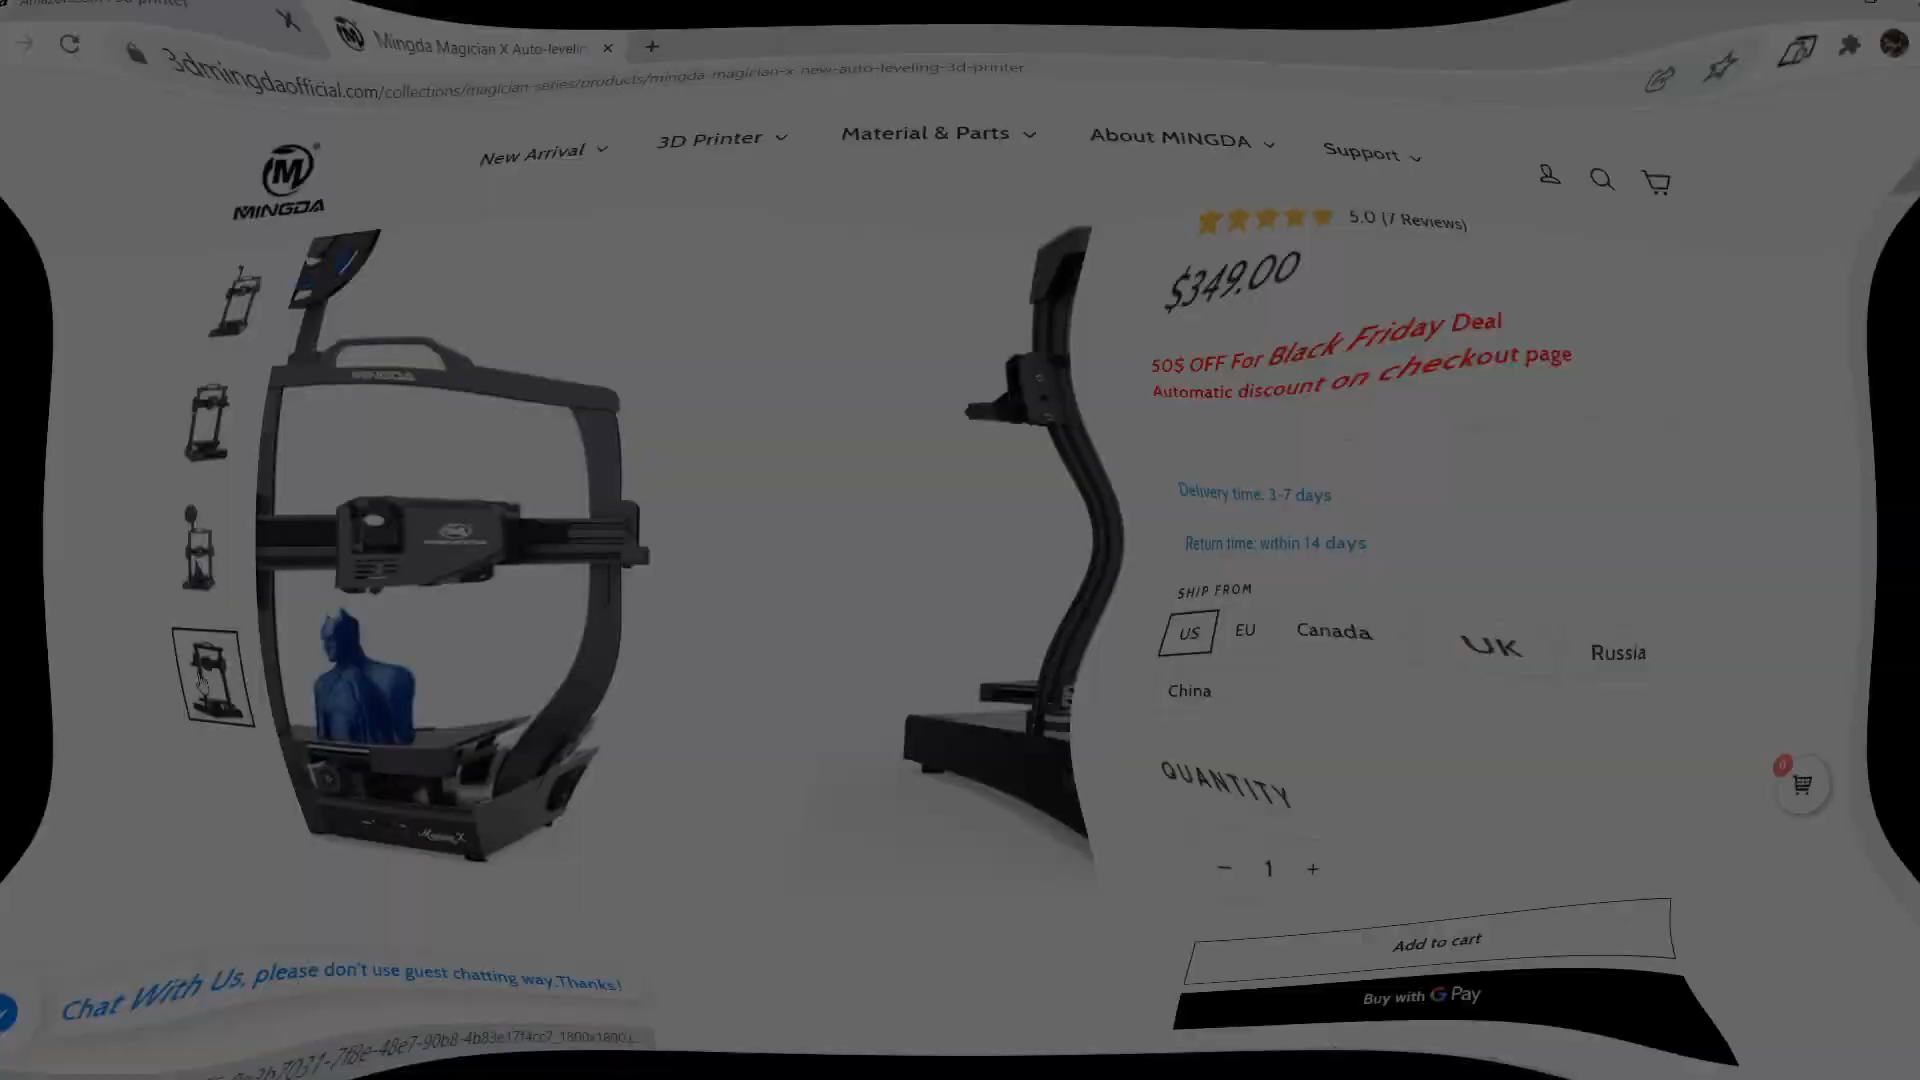 Mingda Magician X Auto-levelin
3dmingdaofficial.com/collections/magician-series/products/mingda-magician-x-new-auto-leveling-3d-printer
New Arrival
3D Printer
Material & Parts
About MINGDA
Support
MINGDA
5.0 (7 Reviews)
$349.00
50$ OFF For Black Friday Deal
Automatic discount on checkout page
MINGDA
Delivery time: 3-7 days
Return time: within 14 days
SHIP FROM
US
EU
Canada
UK
Russia
China
QUANTITY
0
Magician X
− 1 +
Add to cart
Buy with G Pay
Chat With Us, please don't use guest chatting way.Thanks!